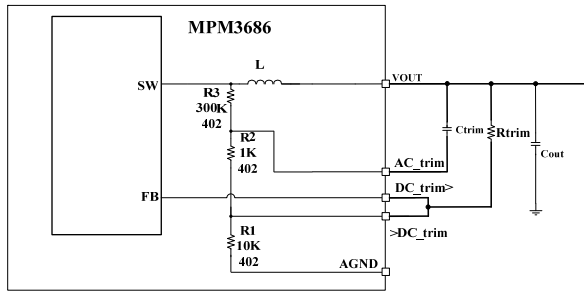 MPM3686
L
VOUT
SW
R3
300K
402
Ctrim
Rtrim
Cout
R2
1K
402
AC_trim
DC_trim>
FB
>DC_trim
R1
10K
402
AGND